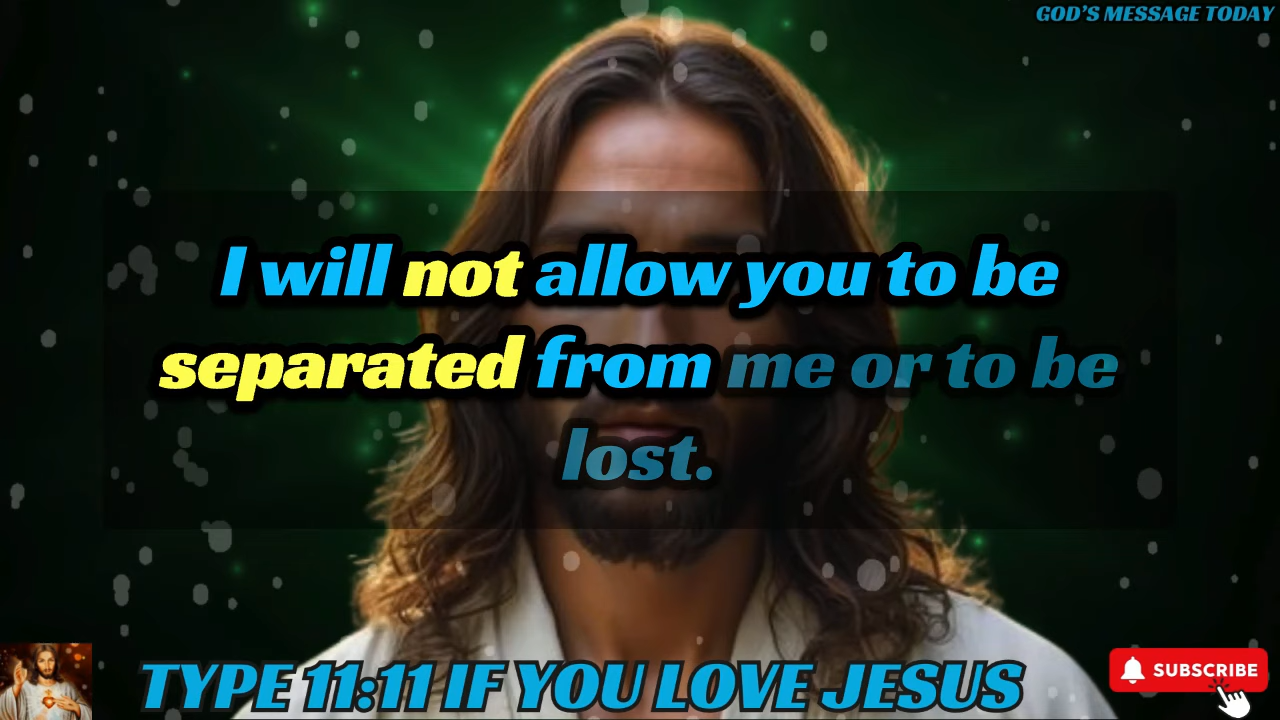 GOD'S MESSAGE TODAY
I will not allow you to be
separated from me or to be
lost.
TYPE 11:11 IF YOU LOVE JESUS
SUBSCRIBE